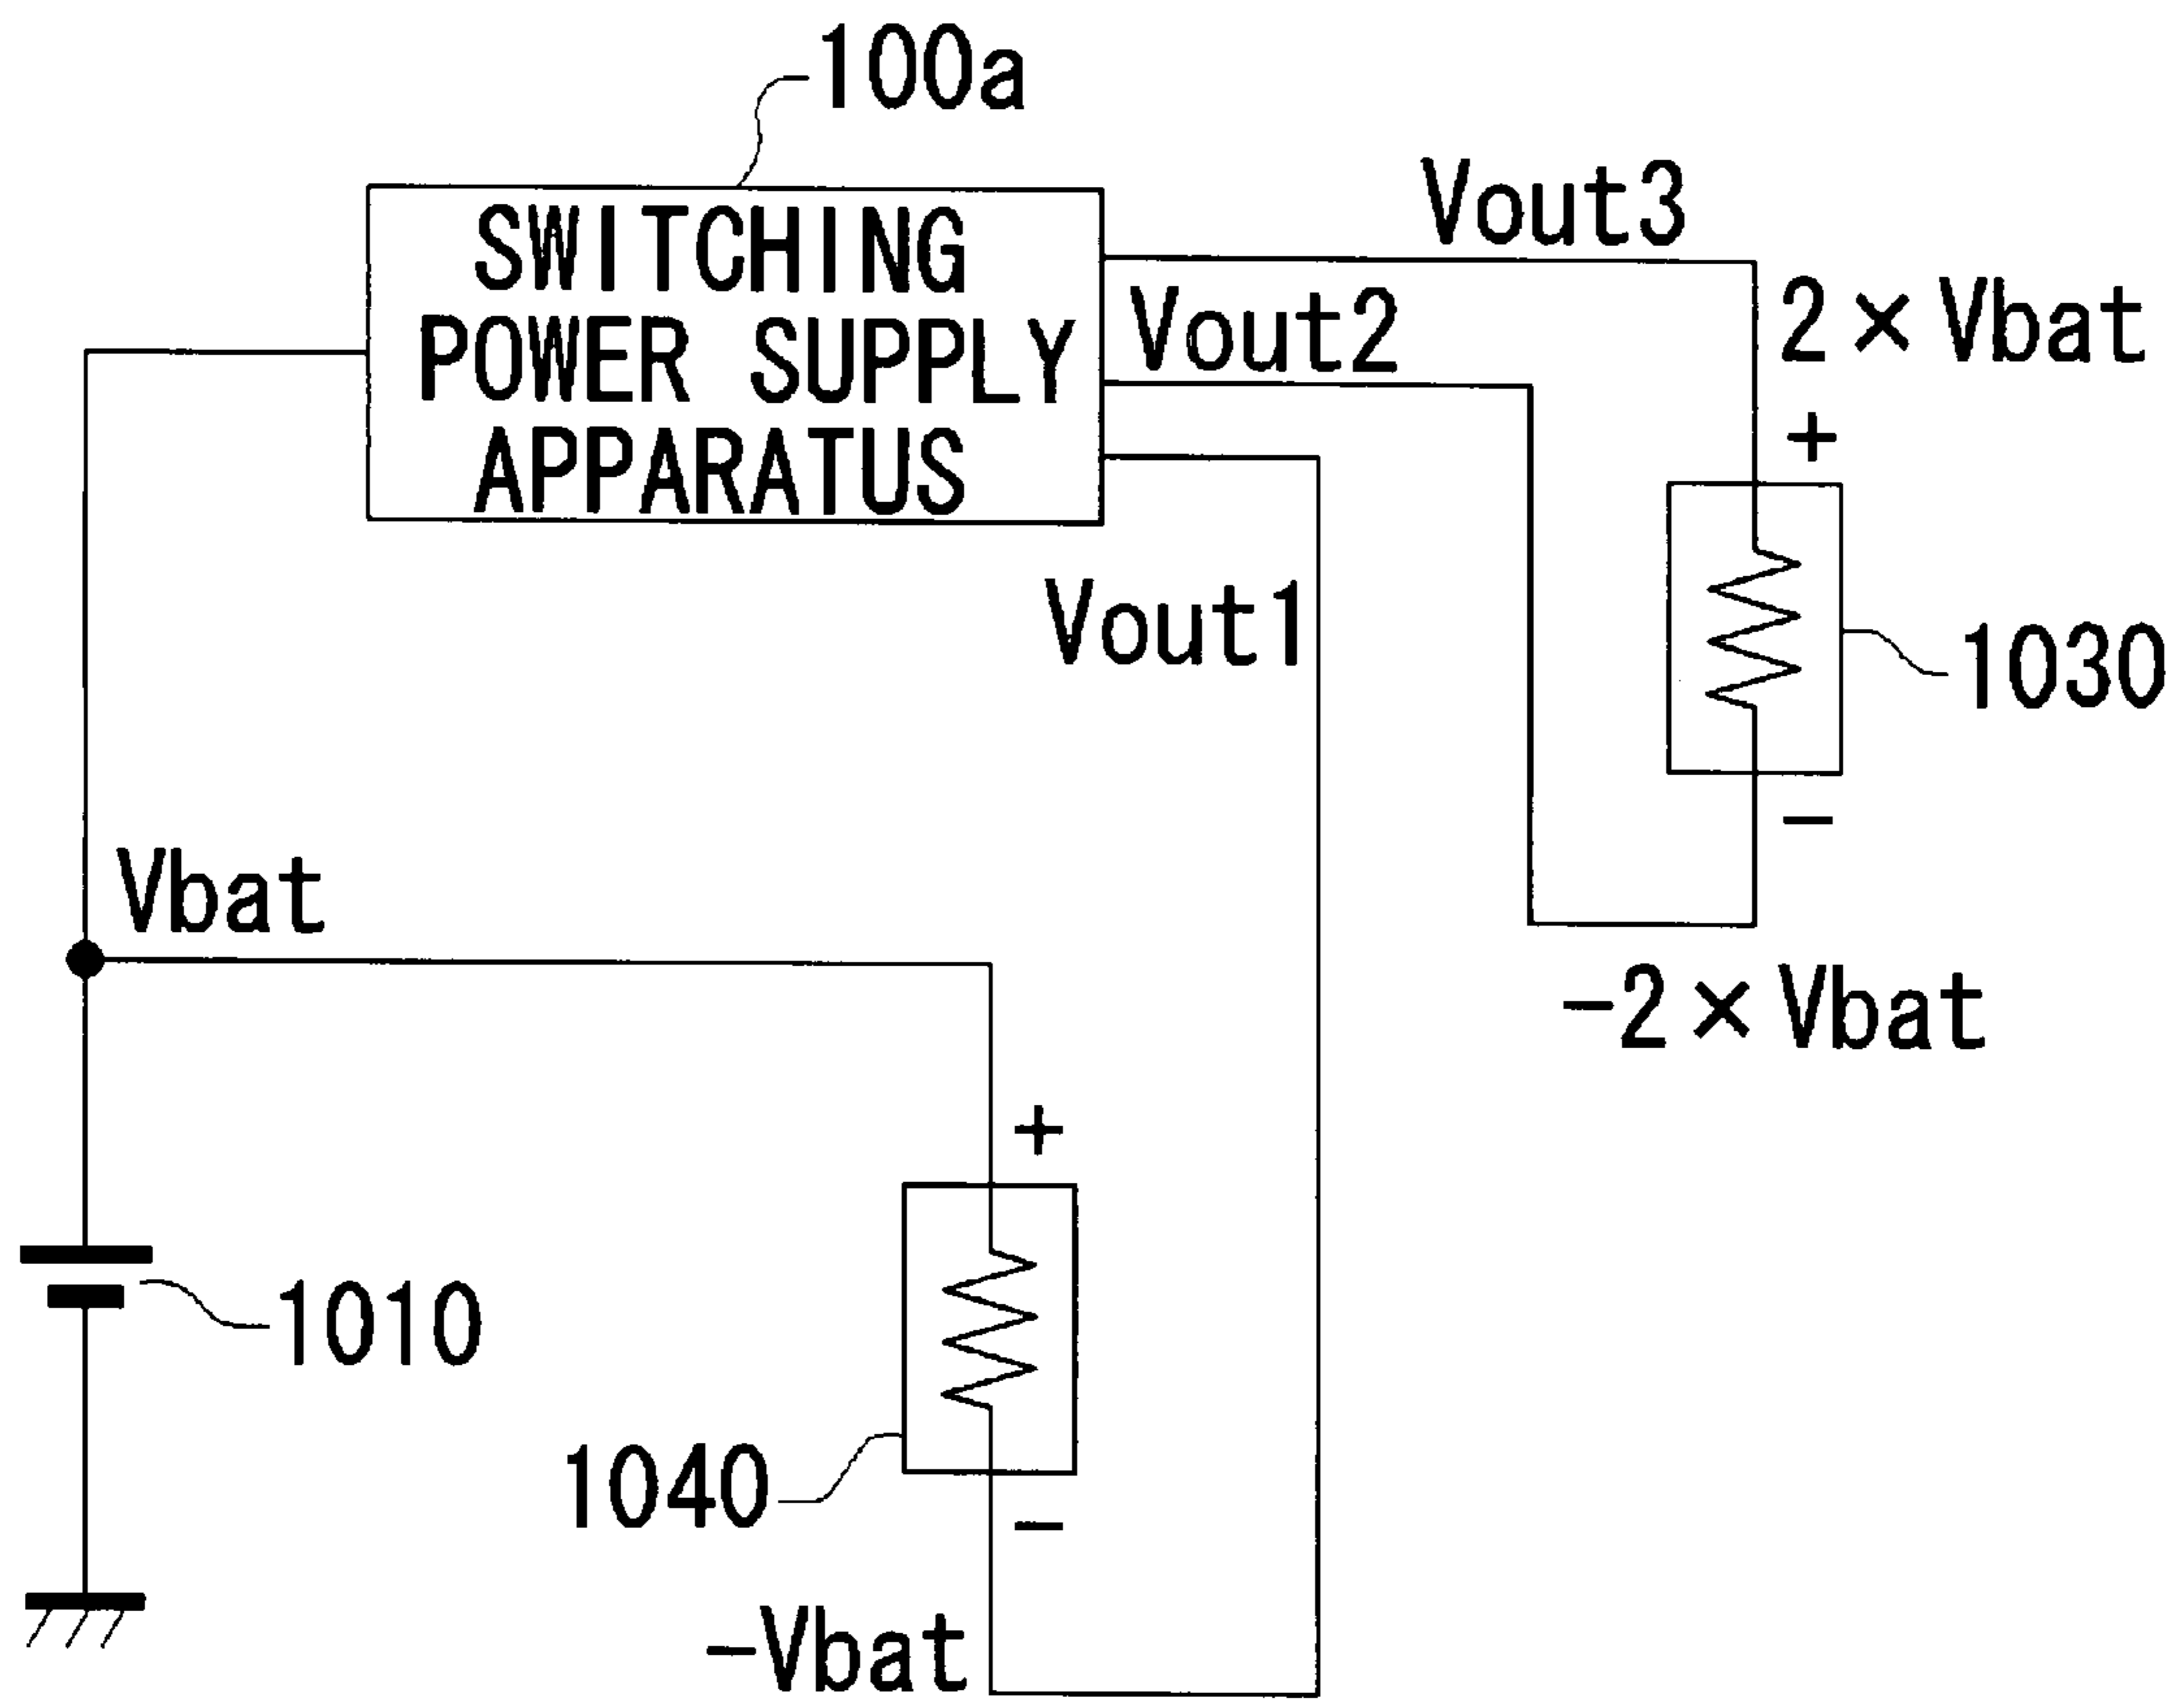 100a
SWITCHING
POWER SUPPLY
APPARATUS
Vout3
Vout2
2×Vbat
+
Vout1
1030
−
Vbat
−2×Vbat
+
1010
1040
−
−Vbat